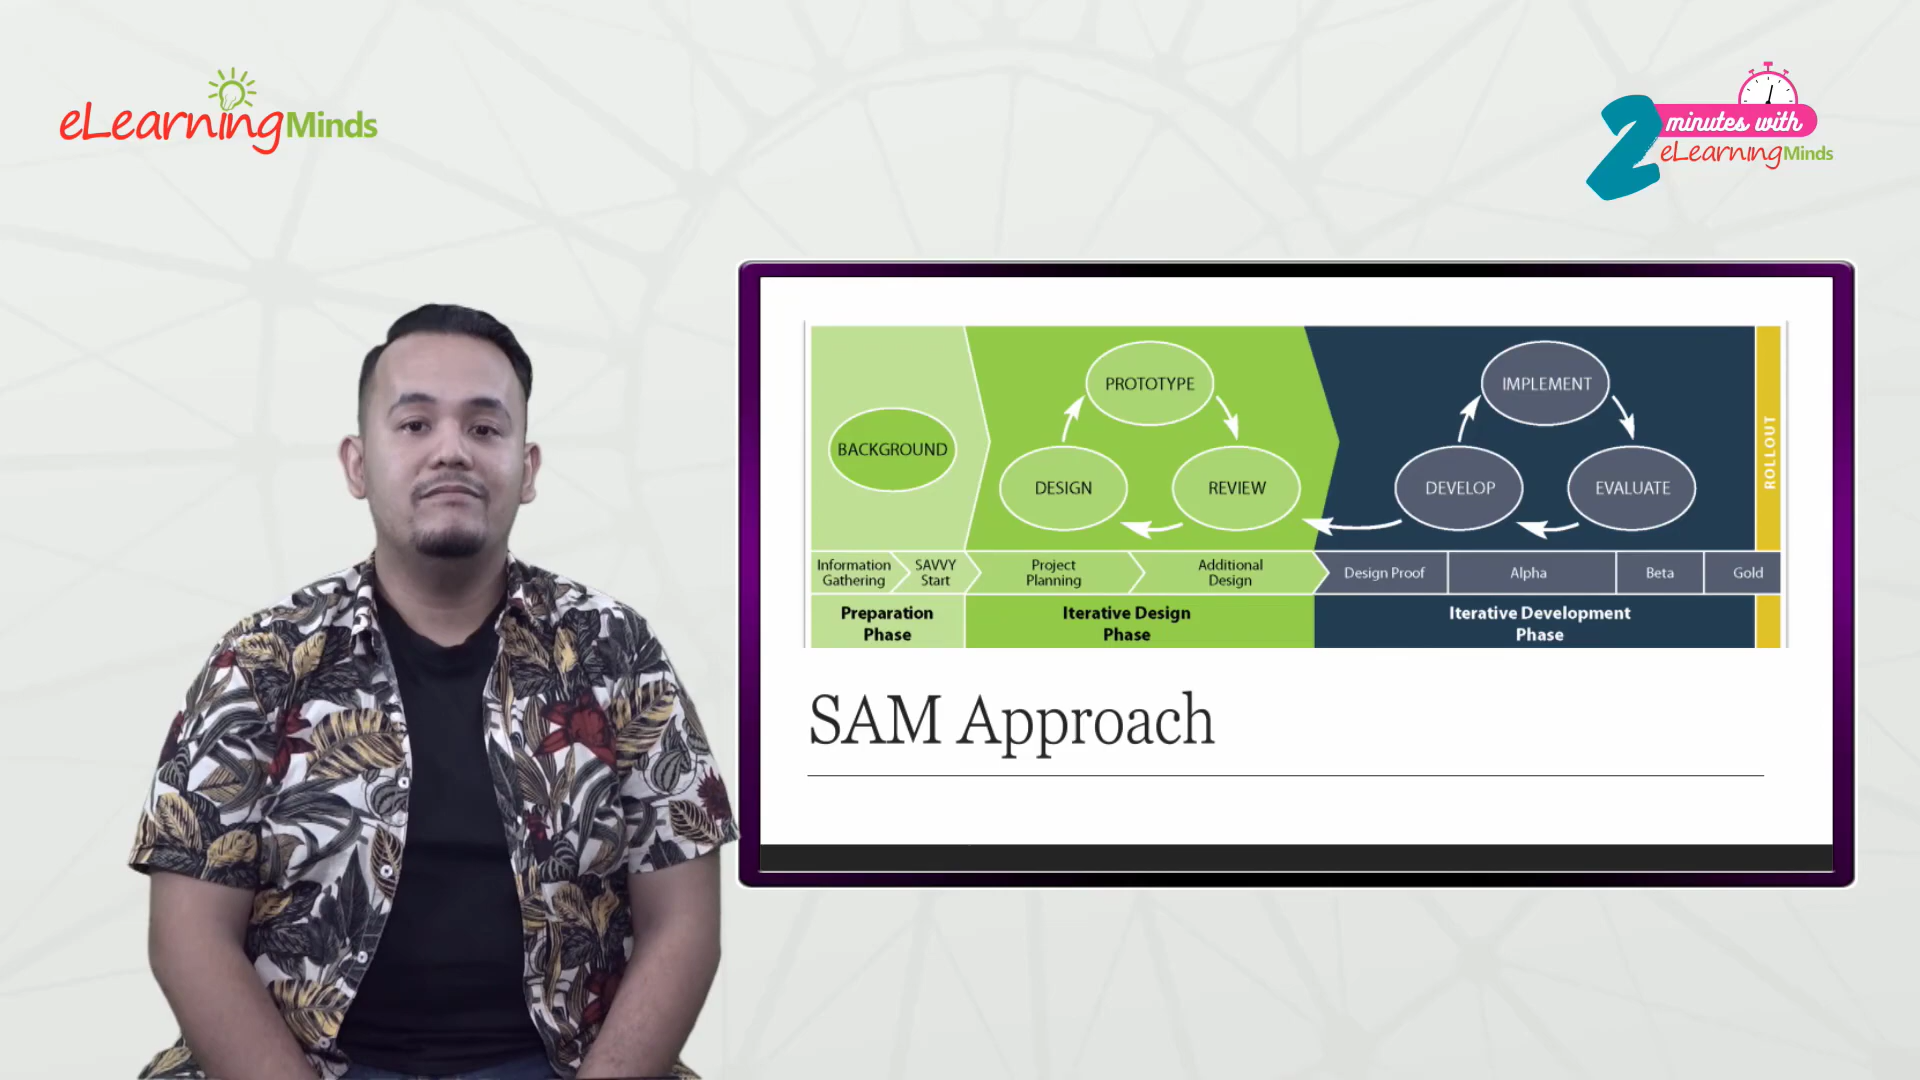 eLearningMinds
2
minutes with
eLearningMinds
PROTOTYPE
IMPLEMENT
BACKGROUND
DESIGN
REVIEW
DEVELOP
EVALUATE
ROLLOUT
Information
Gathering
SAVVY
Start
Project
Planning
Additional
Design
Design Proof
Alpha
Beta
Gold
Preparation
Phase
Iterative Design
Phase
Iterative Development
Phase
SAM Approach